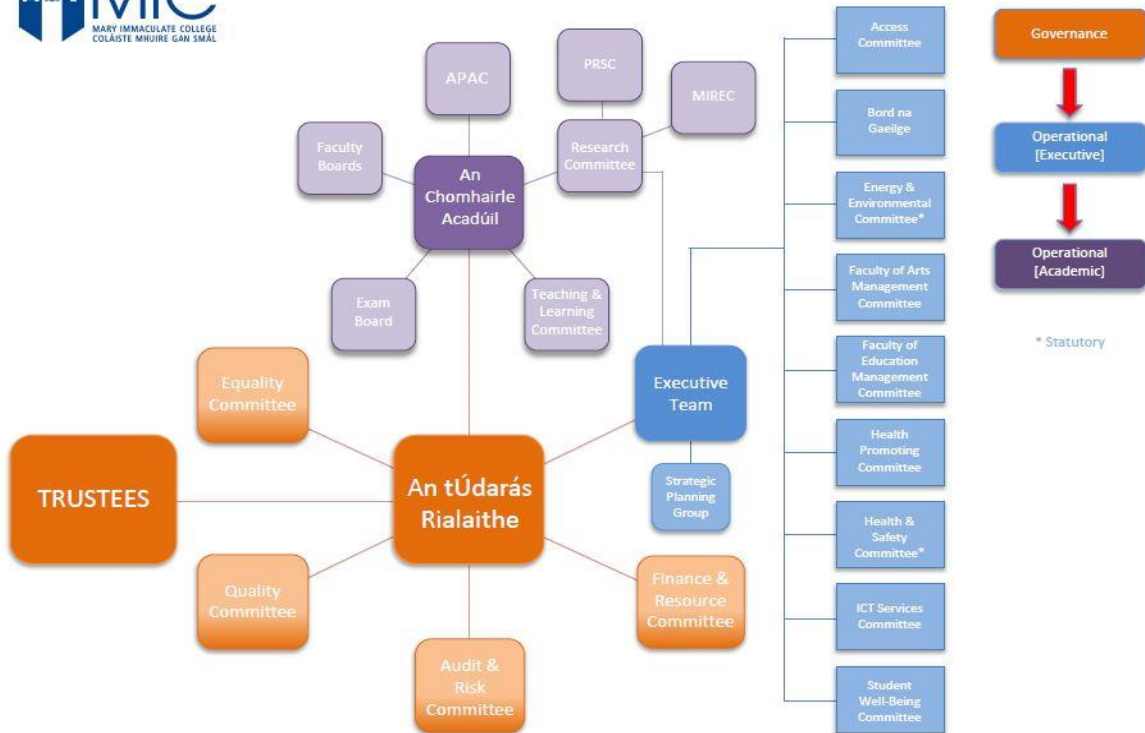 MIC
MARY IMMACULATE COLLEGE
COLÁISTE MHUIRE GAN SMÁL
APAC
PRSC
MIREC
Faculty
Boards
An
Chomhairle
Acadúil
Research
Committee
Exam
Board
Teaching &
Learning
Committee
Equality
Committee
Executive
Team
TRUSTEES
An tÚdarás
Rialaithe
Strategic
Planning
Group
Quality
Committee
Finance &
Resource
Committee
Audit &
Risk
Committee
Access
Committee
Bord na
Gaeilge
Energy &
Environmental
Committee*
Faculty of Arts
Management
Committee
Faculty of
Education
Management
Committee
Health
Promoting
Committee
Health &
Safety
Committee*
ICT Services
Committee
Student
Well-Being
Committee
Governance
Operational
[Executive]
Operational
[Academic]
* Statutory